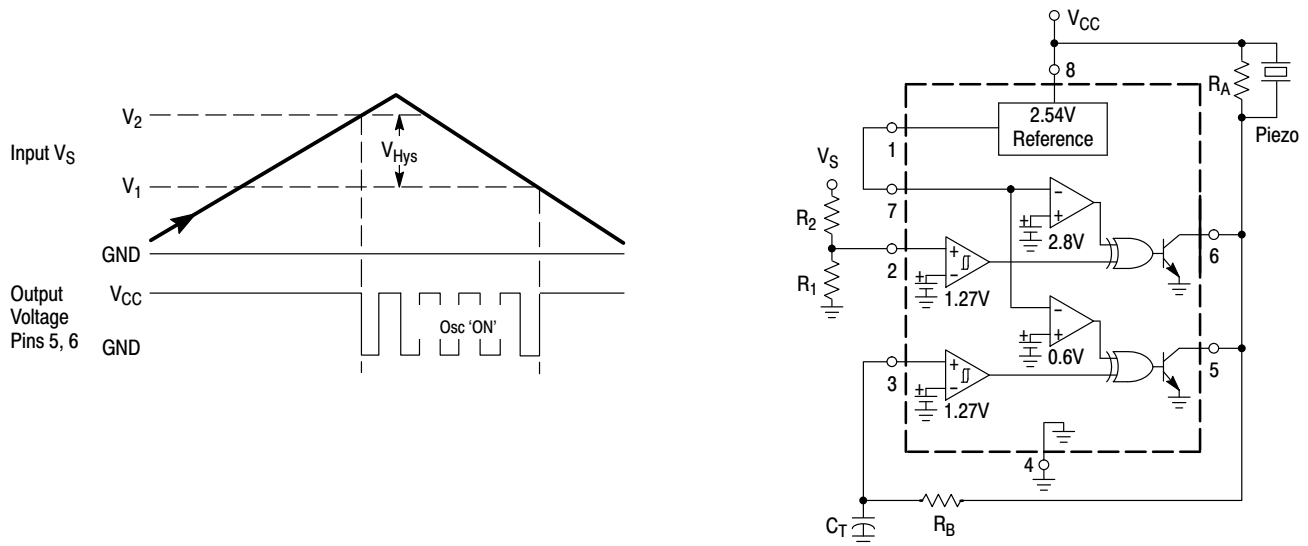 V2
Input VS
VHys
V1
GND
Output
Voltage
Pins 5, 6
VCC
GND
Osc 'ON'
VCC
8
2.54V
Reference
RA
Piezo
1
VS
7
R2
–
+
2.8V
6
2
+
–
1.27V
R1
–
+
0.6V
5
3
+
–
1.27V
4
CT
RB
+
+
+
+